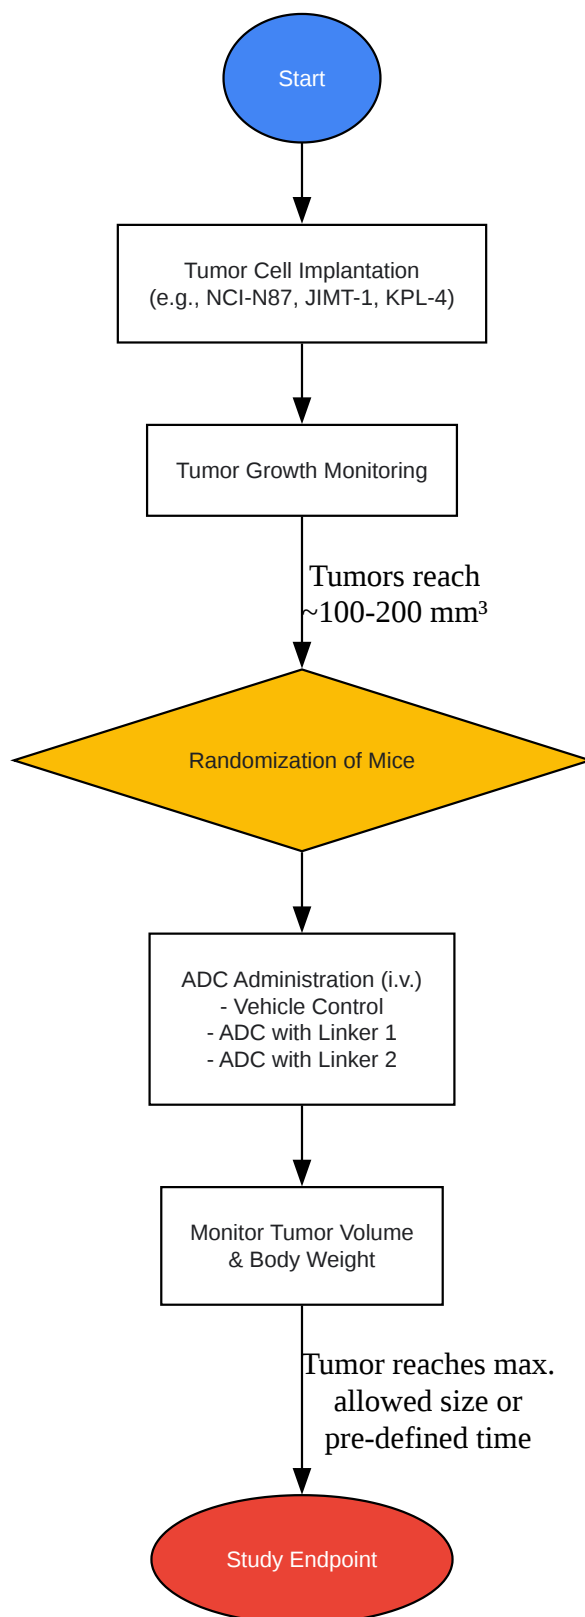 Start
Tumor Cell Implantation
(e.g., NCI-N87, JIMT-1, KPL-4)
Tumor Growth Monitoring
Tumors reach
~100-200 mm³
Randomization of Mice
ADC Administration (i.v.)
- Vehicle Control
- ADC with Linker 1
- ADC with Linker 2
Monitor Tumor Volume
& Body Weight
Tumor reaches max.
allowed size or
pre-defined time
Study Endpoint